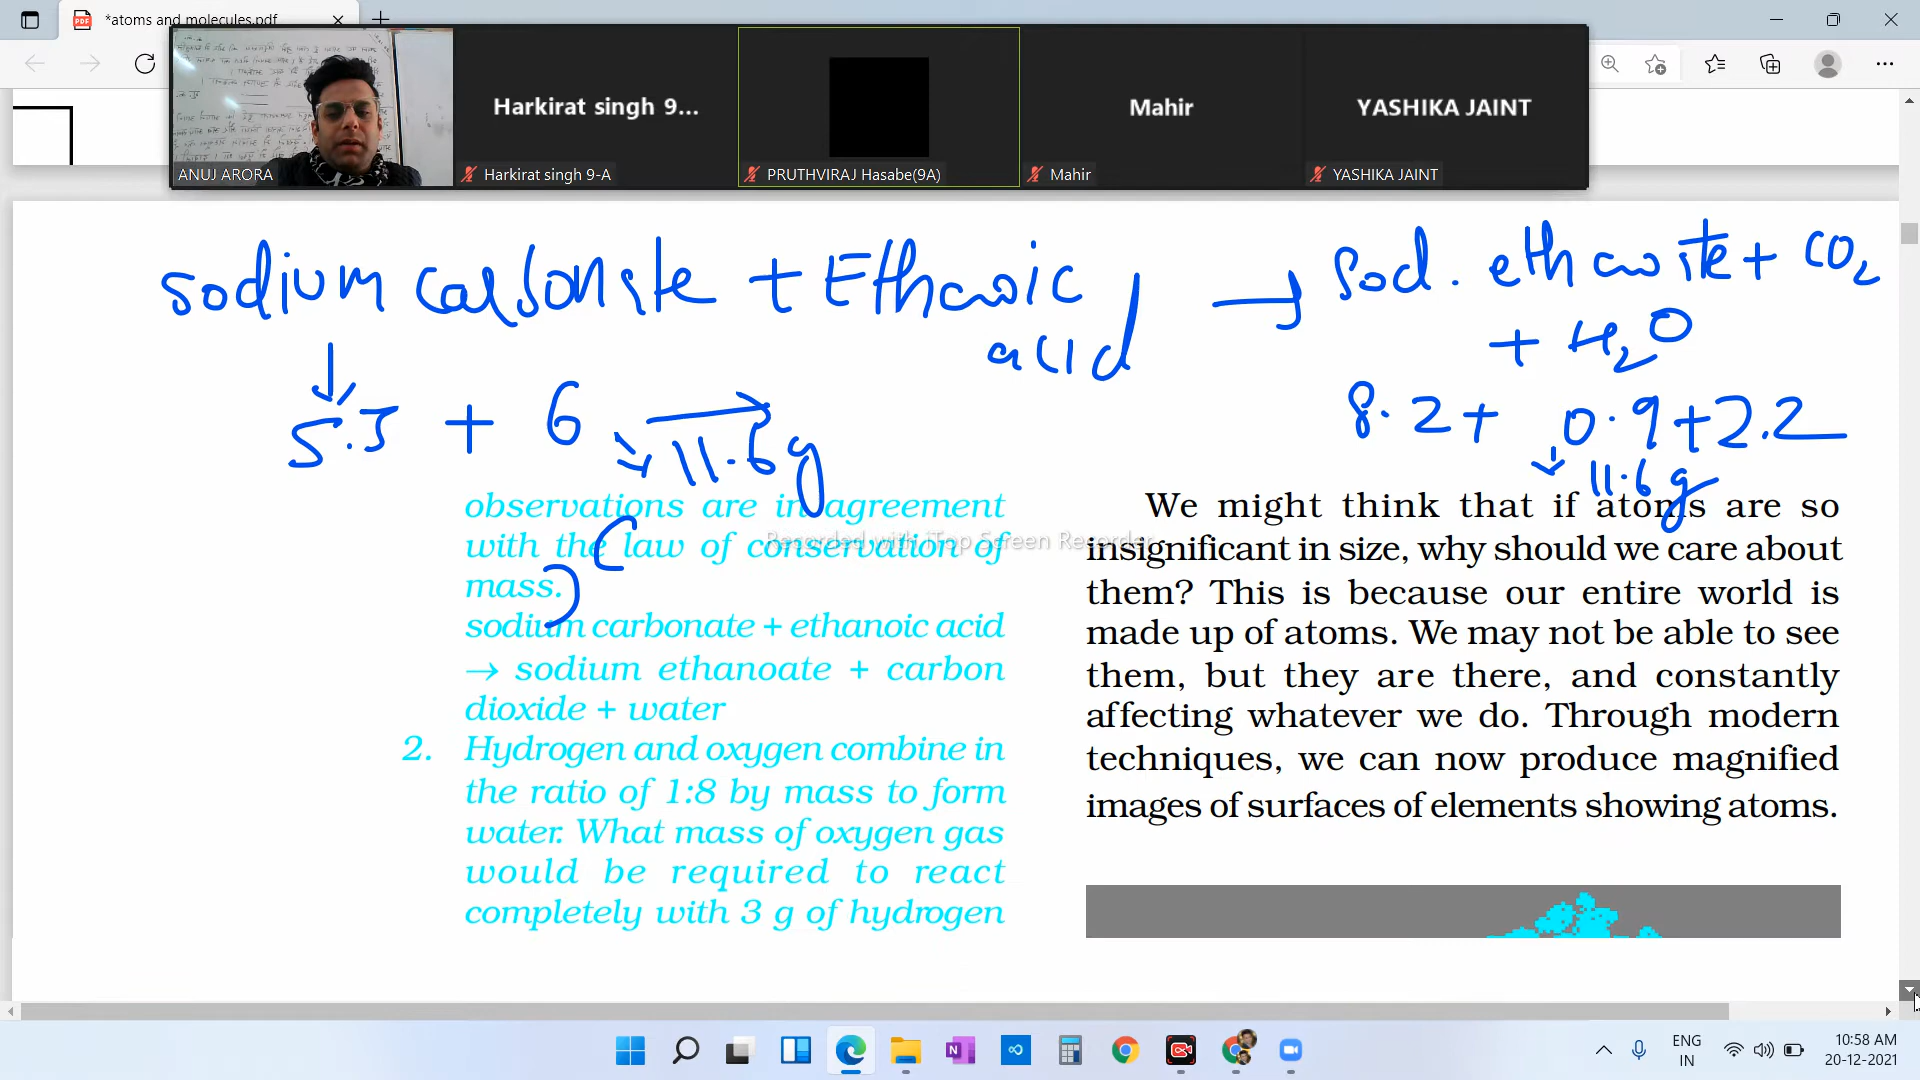 *atoms and molecules.pdf
ANUJ ARORA
Harkirat singh 9...
Harkirat singh 9-A
PRUTHVIRAJ Hasabe(9A)
Mahir
Mahir
YASHIKA JAINT
YASHIKA JAINT
sodium carbonate + Ethanoic acid → Sod. ethanoate + CO2 + H2O
5.3 + 6 → 8.2 + 0.9 + 2.2
11.6g
11.6g
observations are in agreement
with the law of conservation of
mass.
sodium carbonate + ethanoic acid
→ sodium ethanoate + carbon
dioxide + water
2. Hydrogen and oxygen combine in
the ratio of 1:8 by mass to form
water. What mass of oxygen gas
would be required to react
completely with 3 g of hydrogen
We might think that if atoms are so
insignificant in size, why should we care about
them? This is because our entire world is
made up of atoms. We may not be able to see
them, but they are there, and constantly
affecting whatever we do. Through modern
techniques, we can now produce magnified
images of surfaces of elements showing atoms.
Recorded with iTop Screen Recorder
ENG
IN
10:58 AM
20-12-2021